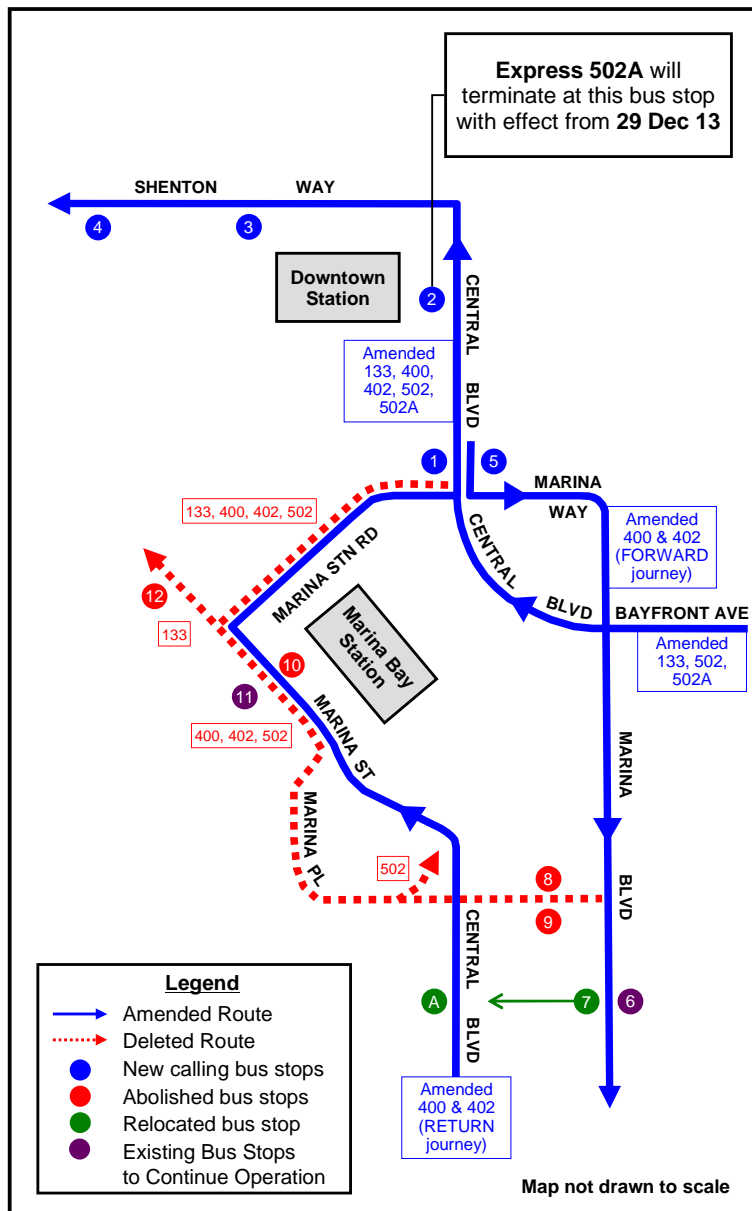 Express 502A will
terminate at this bus stop
with effect from 29 Dec 13
SHENTON WAY
4
3
Downtown
Station
2
CENTRAL BLVD
Amended
133, 400,
402, 502,
502A
1
5
MARINA
WAY
133, 400, 402, 502
MARINA STN RD
CENTRAL BLVD
Amended
400 & 402
(FORWARD
journey)
BAYFRONT AVE
Amended
133, 502,
502A
12
133
10
Marina Bay
Station
11
400, 402, 502
MARINA ST
MARINA BLVD
MARINA PL
502
8
9
CENTRAL BLVD
A
7
6
Amended
400 & 402
(RETURN
journey)
Legend
Amended Route
Deleted Route
New calling bus stops
Abolished bus stops
Relocated bus stop
Existing Bus Stops
to Continue Operation
Map not drawn to scale